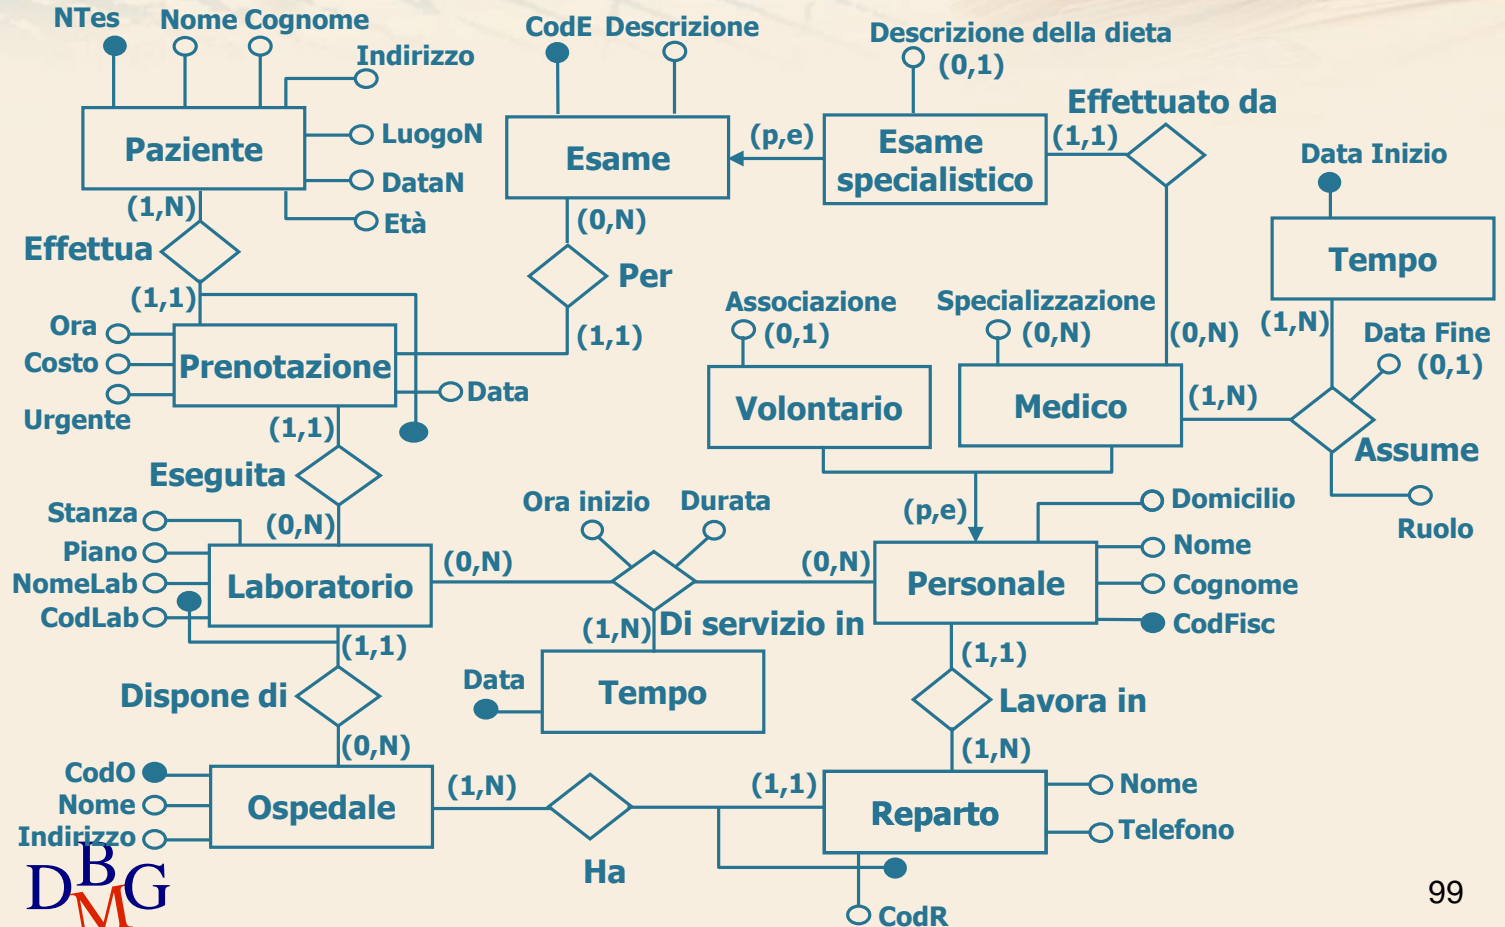 NTes
Nome Cognome
Indirizzo
Paziente
LuogoN
DataN
Età
(1,N)
Effettua
(1,1)
CodE Descrizione
Esame
(p,e)
(0,N)
Per
(1,1)
Descrizione della dieta
(0,1)
Esame
specialistico
Effettuato da
(1,1)
(0,N)
Data Inizio
Tempo
(1,N)
Data Fine
(0,1)
Ora
Costo
Urgente
Prenotazione
Data
(1,1)
Associazione
(0,1)
Volontario
Specializzazione
(0,N)
Medico
(1,N)
Assume
Ruolo
Eseguita
(0,N)
Stanza
Piano
NomeLab
CodLab
Laboratorio
(0,N)
Ora inizio
Durata
(0,N)
Di servizio in
(1,N)
Data
Tempo
(p,e)
Personale
Domicilio
Nome
Cognome
CodFisc
(1,1)
Dispone di
(0,N)
(1,1)
Lavora in
(1,N)
CodO
Nome
Indirizzo
Ospedale
(1,N)
Ha
(1,1)
Reparto
Nome
Telefono
CodR
DBMG
99